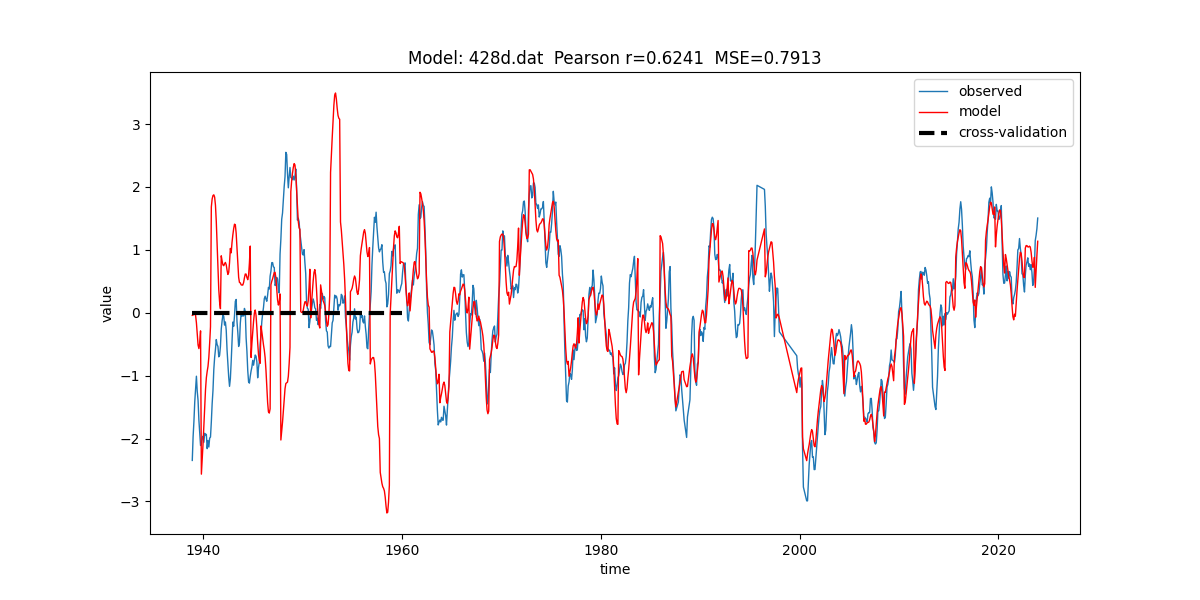 Model: 428d.dat  Pearson r=0.6241  MSE=0.7913
observed
model
cross-validation
value
3
2
1
0
−1
−2
−3
1940
1960
1980
2000
2020
time